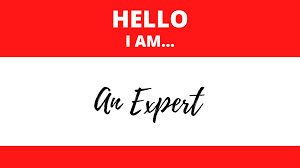 HELLO
I AM...
An Expert